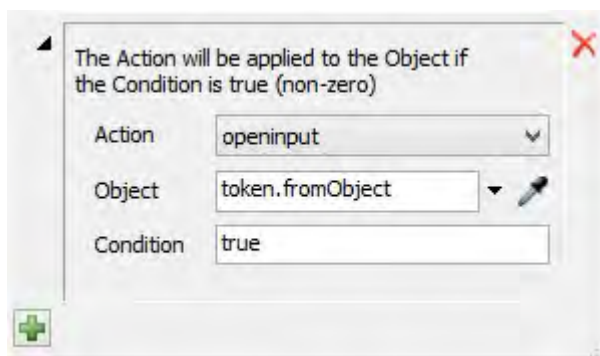 The Action will be applied to the Object if
the Condition is true (non-zero)
Action openinput
Object token.fromObject
Condition true